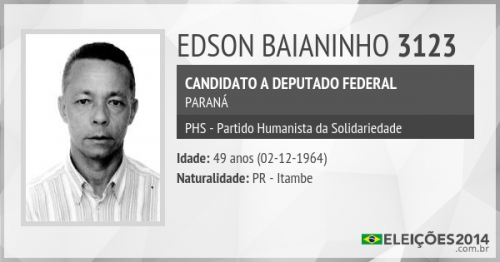 EDSON BAIANINHO 3123
CANDIDATO A DEPUTADO FEDERAL
PARANÁ
PHS - Partido Humanista da Solidariedade
Idade: 49 anos (02-12-1964)
Naturalidade: PR - Itambe
ELEIÇÕES2014
.com.br